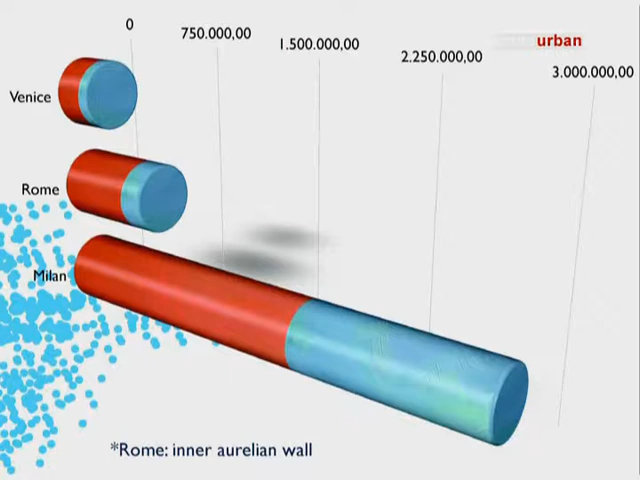 0
750.000,00
1.500.000,00
2.250.000,00
3.000.000,00
urban
Venice
Rome
Milan
*Rome: inner aurelian wall